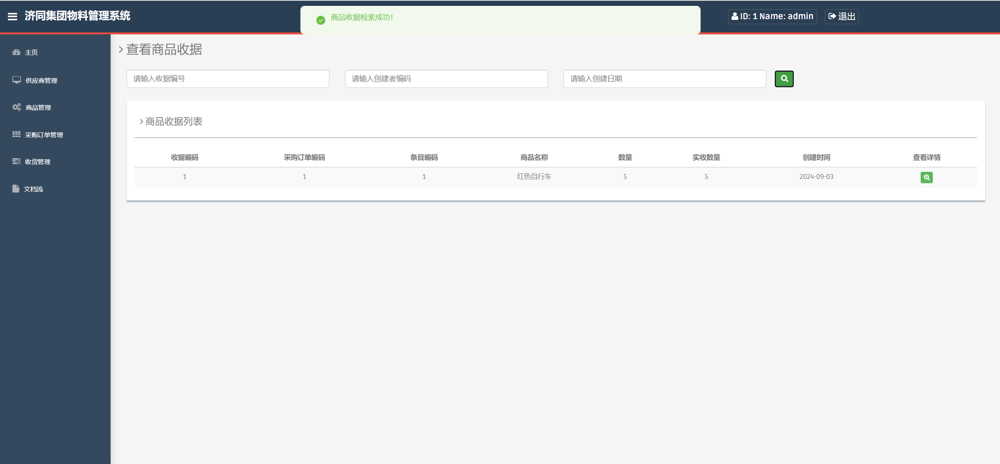 济同集团物料管理系统
商品收据检索成功!
ID: 1 Name: admin
退出
主页
供应商管理
商品管理
采购订单管理
收货管理
文档流
查看商品收据
请输入收据编号
请输入创建者编码
请输入创建日期
商品收据列表
收据编码 采购订单编码 条目编码 商品名称 数量 实收数量 创建时间 查看详情
1 1 1 红色自行车 5 5 2024-09-03